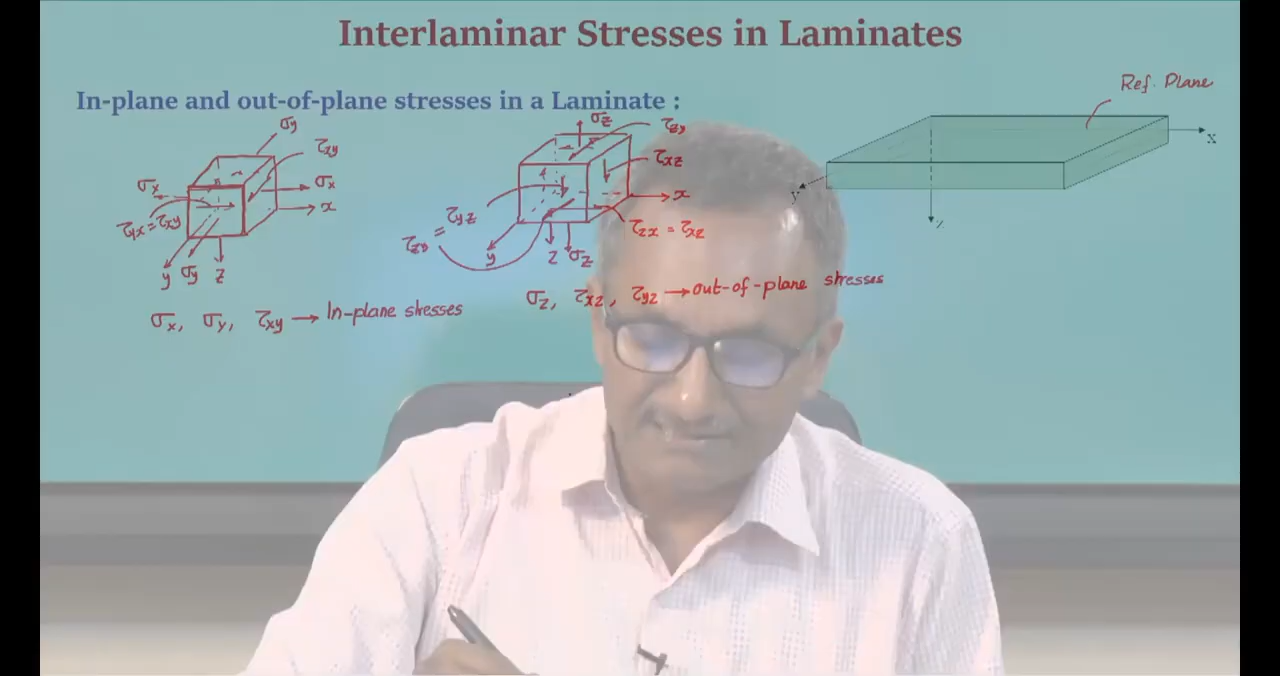 Interlaminar Stresses in Laminates
In-plane and out-of-plane stresses in a Laminate :
Ref. Plane
σy
τxy
σx
σx
x
τyx = τxy
y σy z
σz
τzy
τxz
x
τyz
=
τzy
τzx = τxz
y
z σz
x
y
z
σx, σy, τxy → In-plane stresses
σz, τxz, τyz → out-of-plane stresses